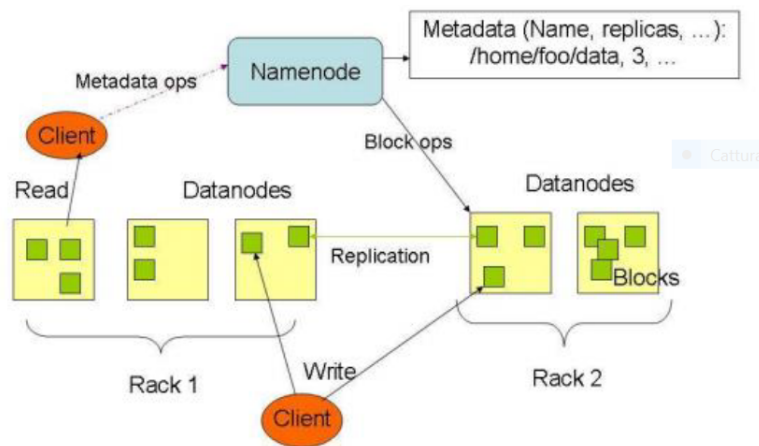 Metadata (Name, replicas, ...):
/home/foo/data, 3, ...
Namenode
Metadata ops
Client
Block ops
Read
Datanodes
Datanodes
Replication
Blocks
Rack 1
Write
Rack 2
Client